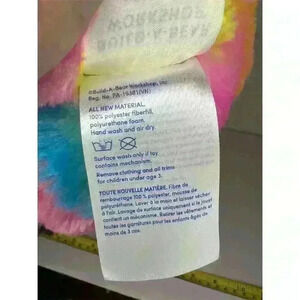 BUILD-A-BEAR
WORKSHOP
©Build-A-Bear Workshop, Inc.
Reg. No. PA-15381(VN)
ALL NEW MATERIAL.
100% polyester fiberfill,
polyurethane foam.
Hand wash and air dry.
Surface wash only if toy
contains mechanism.
Remove clothing and all trims
for children under age 3.
TOUTE NOUVELLE MATIÈRE. Fibre de
rembourrage 100 % polyester, mousse de
polyuréthane. Laver à la main et laisser sécher
à l'air. Lavage de surface uniquement si le jouet
contient un mécanisme. Retirer les vêtements et
toutes les garnitures pour les enfants âgés de
moins de 3 ans.